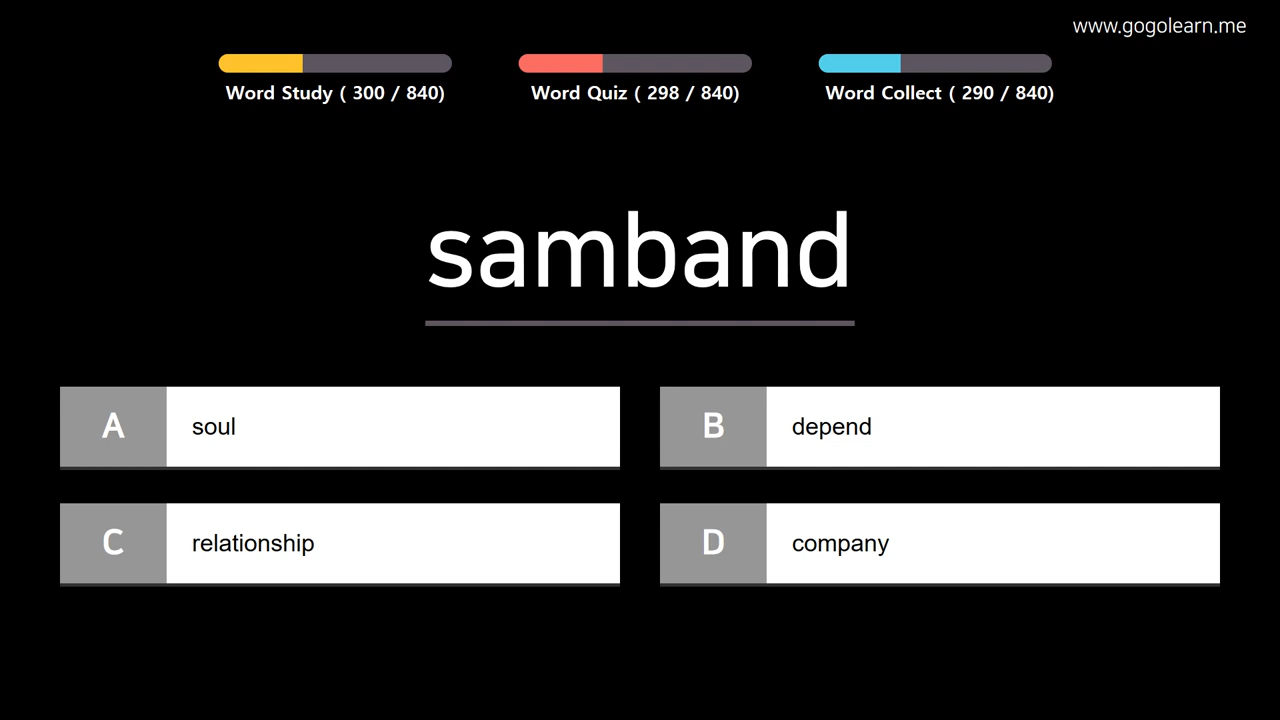 www.gogolearn.me
Word Study ( 300 / 840)
Word Quiz ( 298 / 840)
Word Collect ( 290 / 840)
samband
A soul
B depend
C relationship
D company